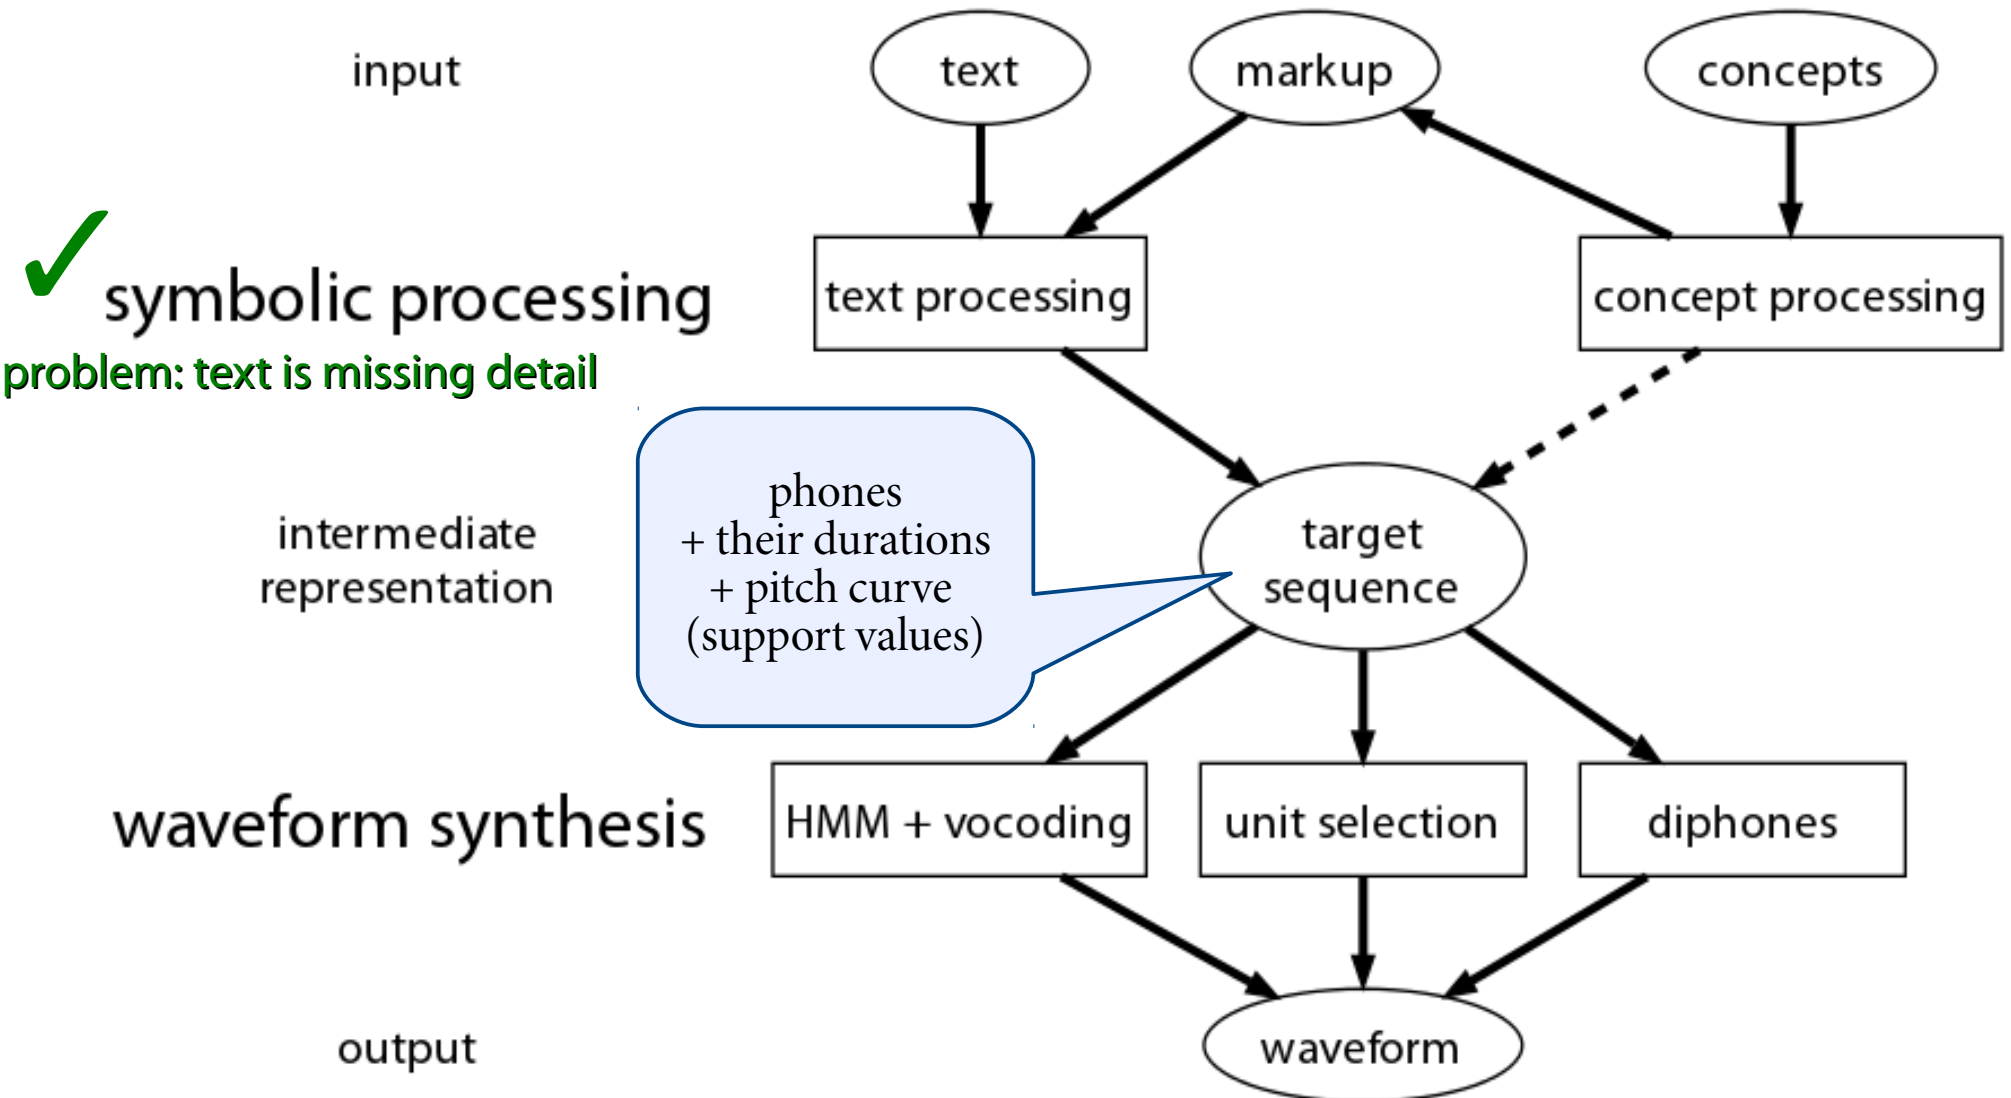 input
text
markup
concepts
✓
symbolic processing
text processing
concept processing
problem: text is missing detail
phones
+ their durations
+ pitch curve
(support values)
intermediate
representation
target
sequence
waveform synthesis
HMM + vocoding
unit selection
diphones
output
waveform